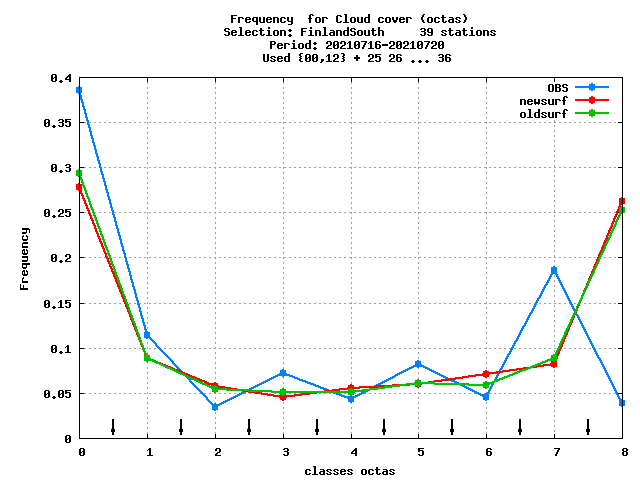 Frequency  for Cloud cover (octas)
Selection: FinlandSouth     39 stations
Period: 20210716-20210720
Used {00,12} + 25 26 ... 36
OBS
newsurf
oldsurf
0.4
0.35
0.3
0.25
0.2
0.15
0.1
0.05
0
Frequency
0 1 2 3 4 5 6 7 8
classes octas